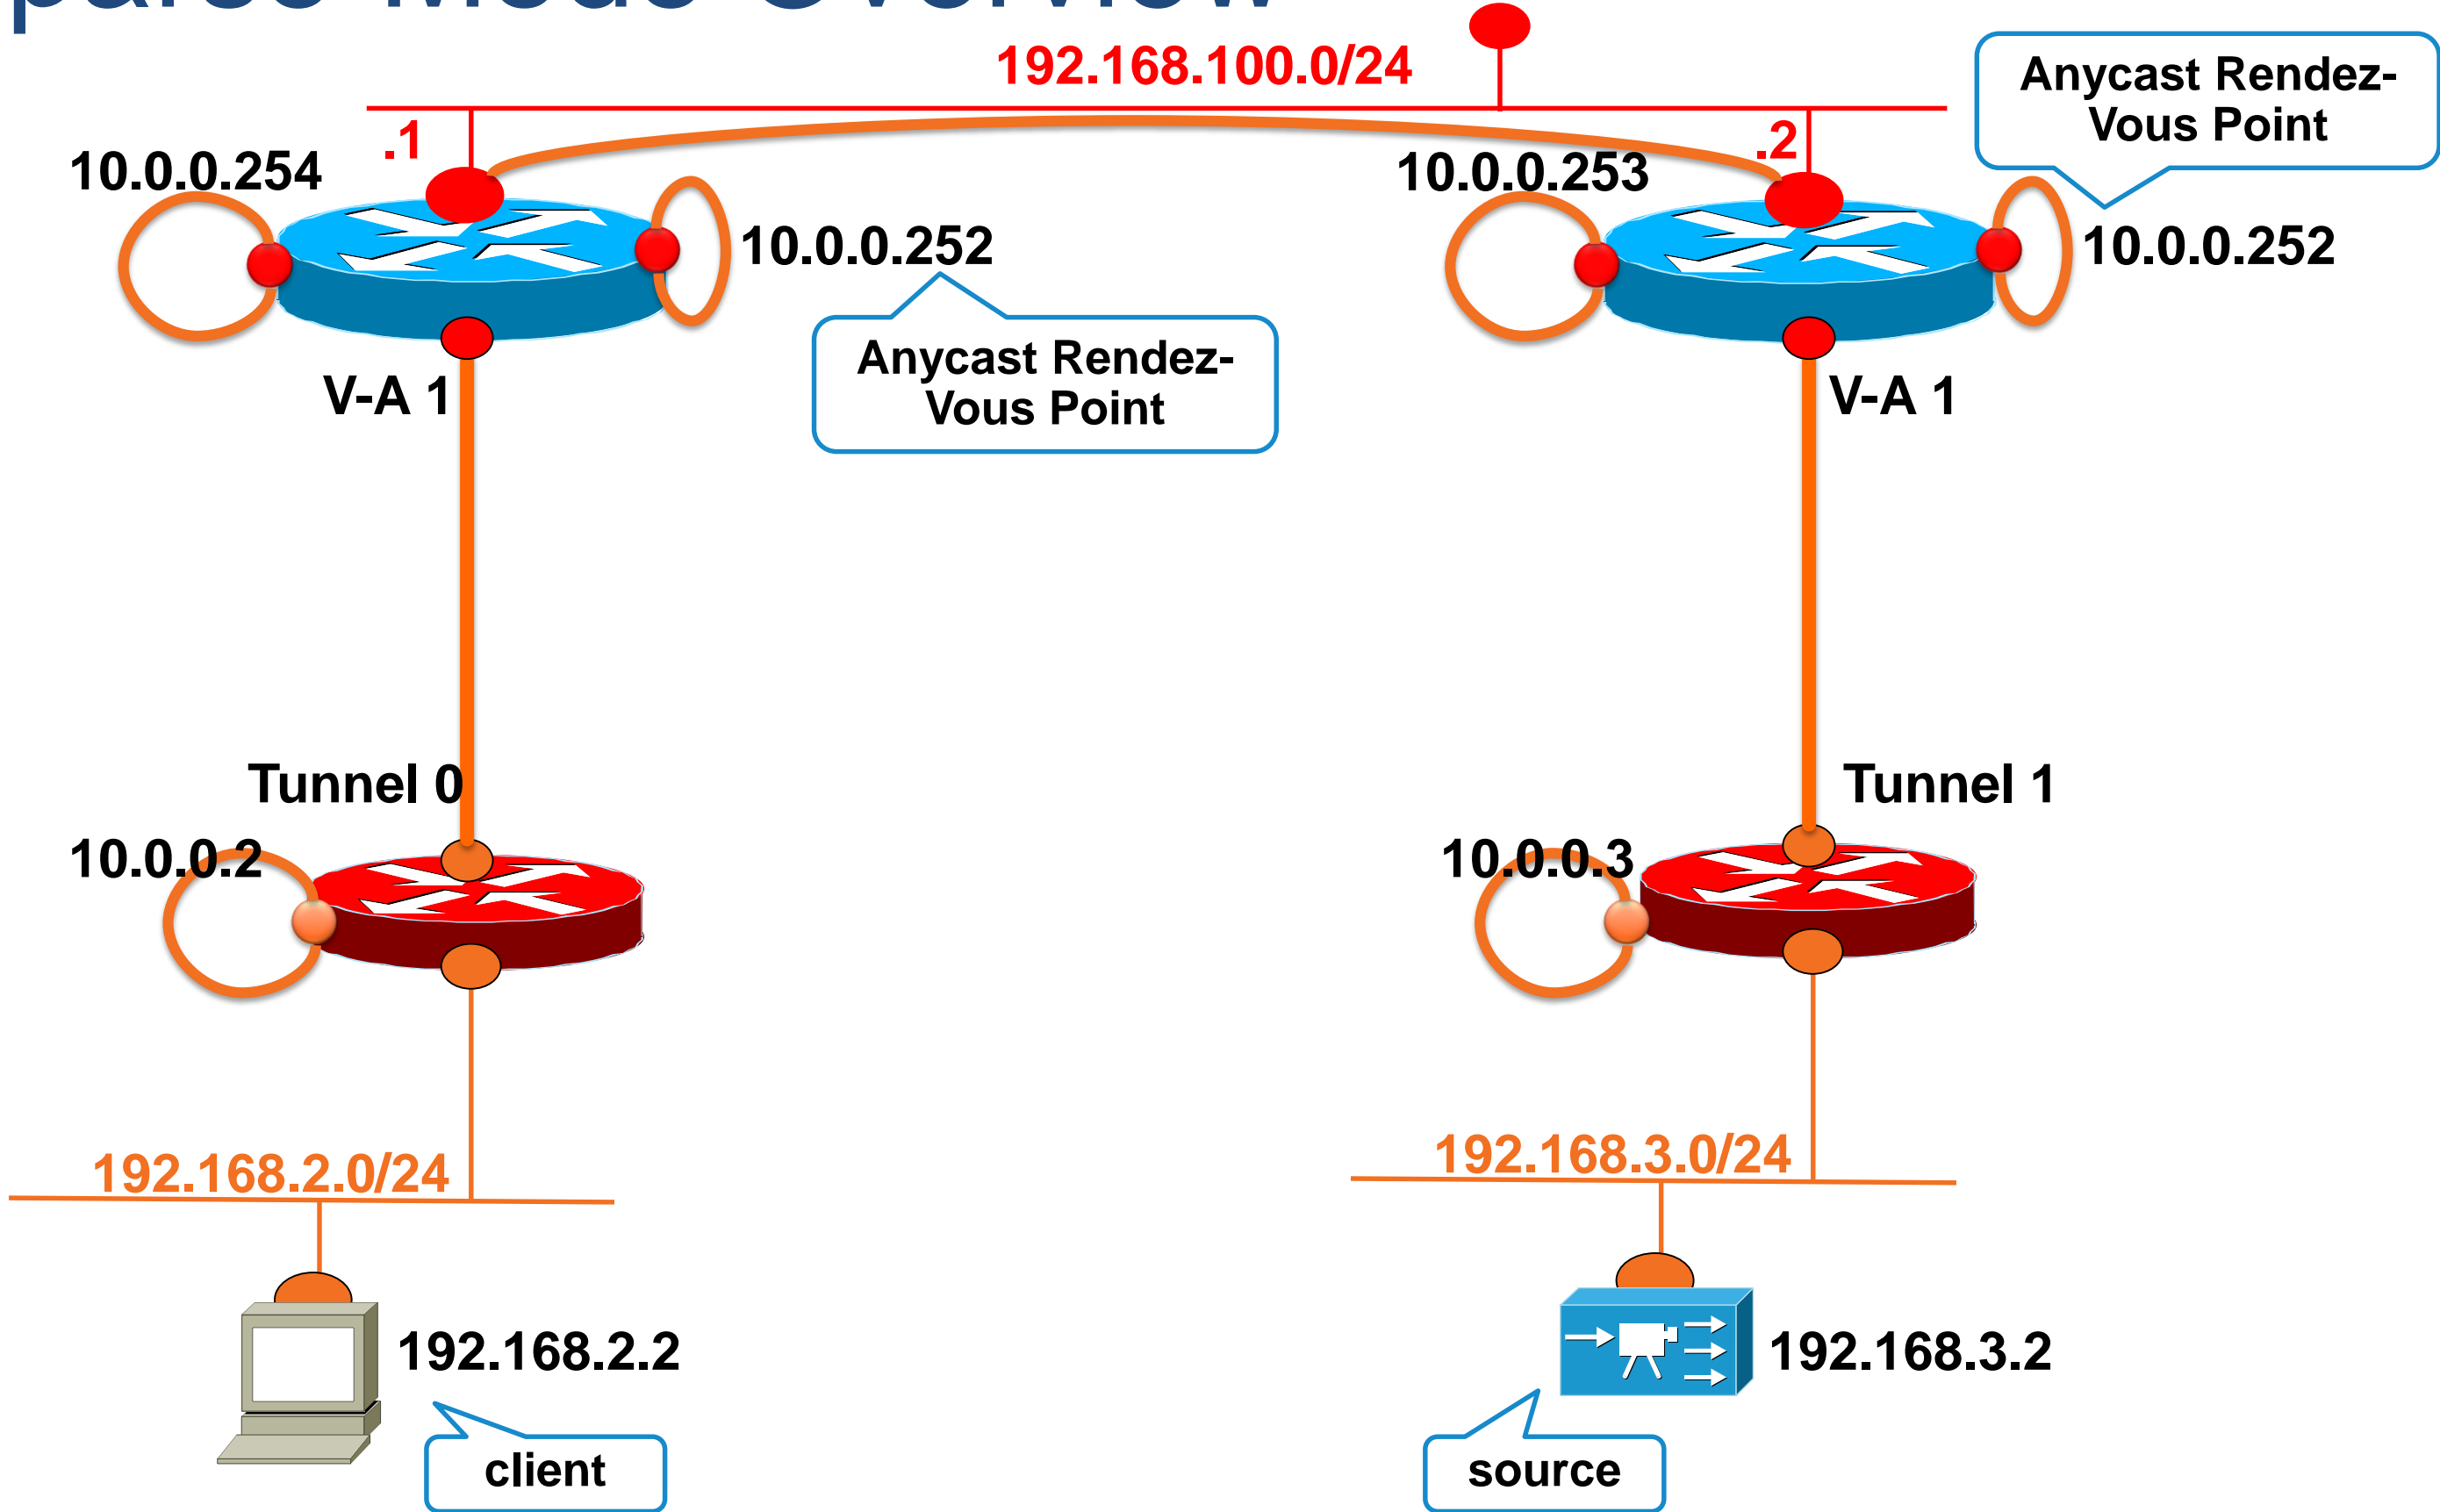 192.168.100.0/24
Anycast Rendez-
Vous Point
.1
.2
10.0.0.254
10.0.0.253
10.0.0.252
10.0.0.252
Anycast Rendez-
Vous Point
V-A 1
V-A 1
Tunnel 0
Tunnel 1
10.0.0.2
10.0.0.3
192.168.2.0/24
192.168.3.0/24
192.168.2.2
192.168.3.2
client
source